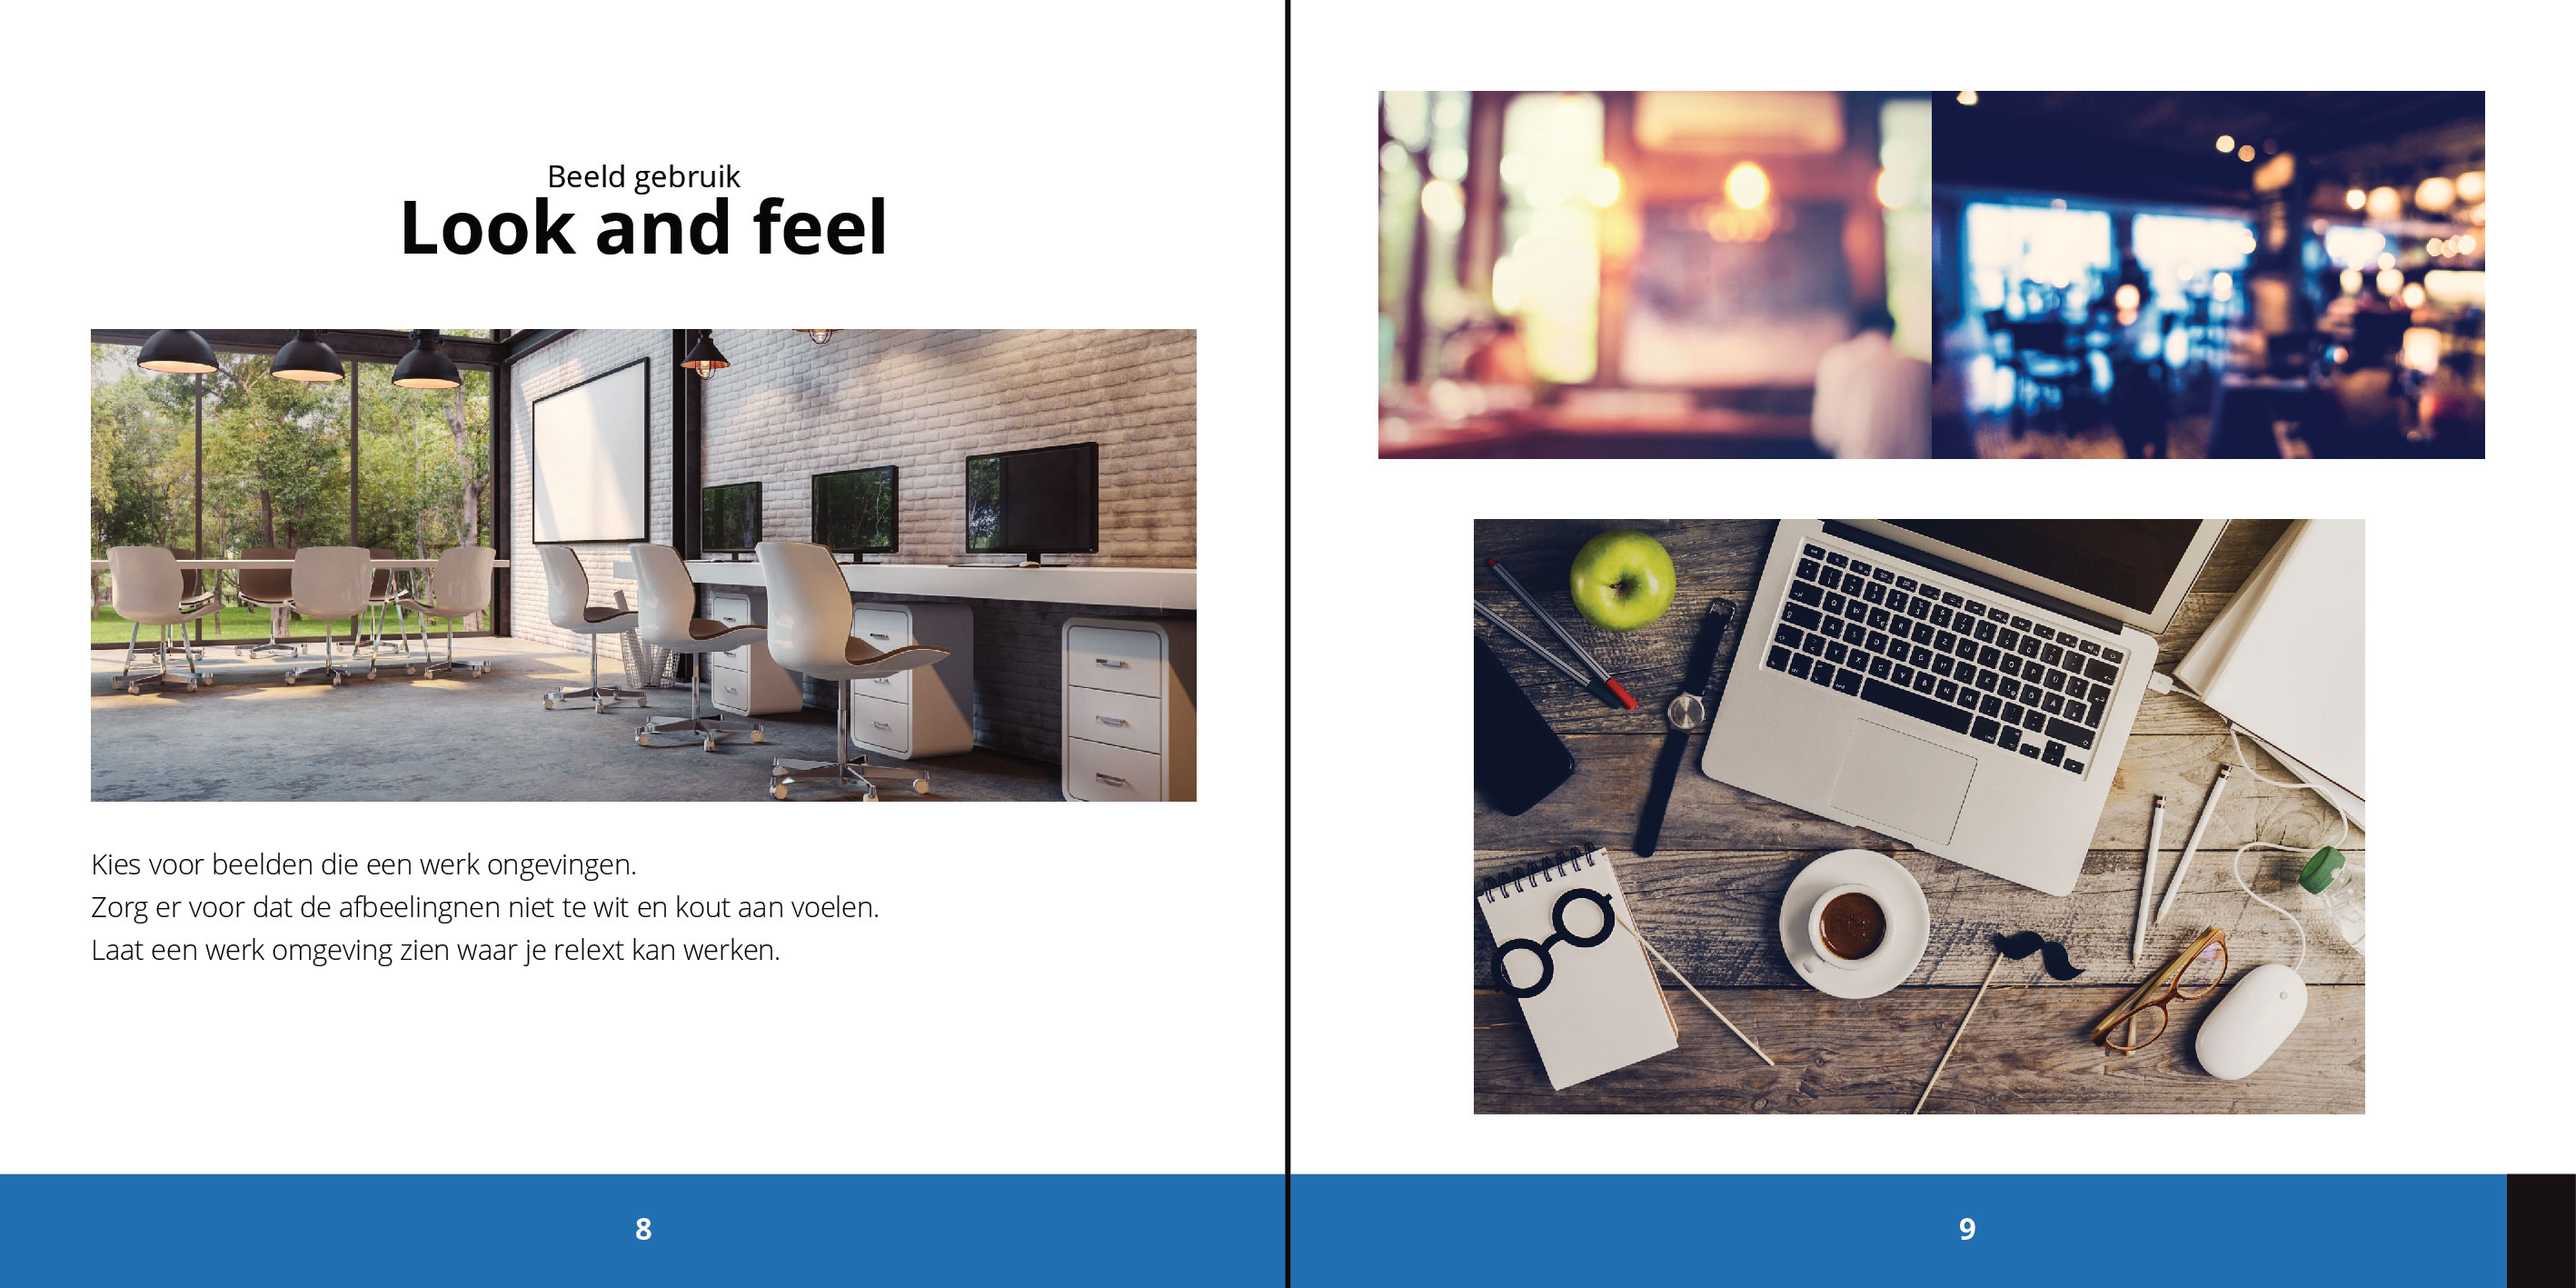 Beeld gebruik
Look and feel
Kies voor beelden die een werk ongevingen.
Zorg er voor dat de afbeelingnen niet te wit en kout aan voelen.
Laat een werk omgeving zien waar je relext kan werken.
8
9